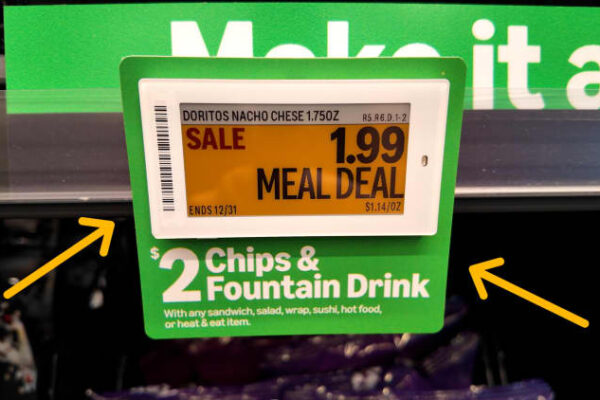 Make it a
DORITOS NACHO CHESE 1.75OZ R5.R6.D.1-2
SALE 1.99
MEAL DEAL
ENDS 12/31 $1.14/OZ
$2 Chips &
Fountain Drink
With any sandwich, salad, wrap, sushi, hot food,
or heat & eat item.